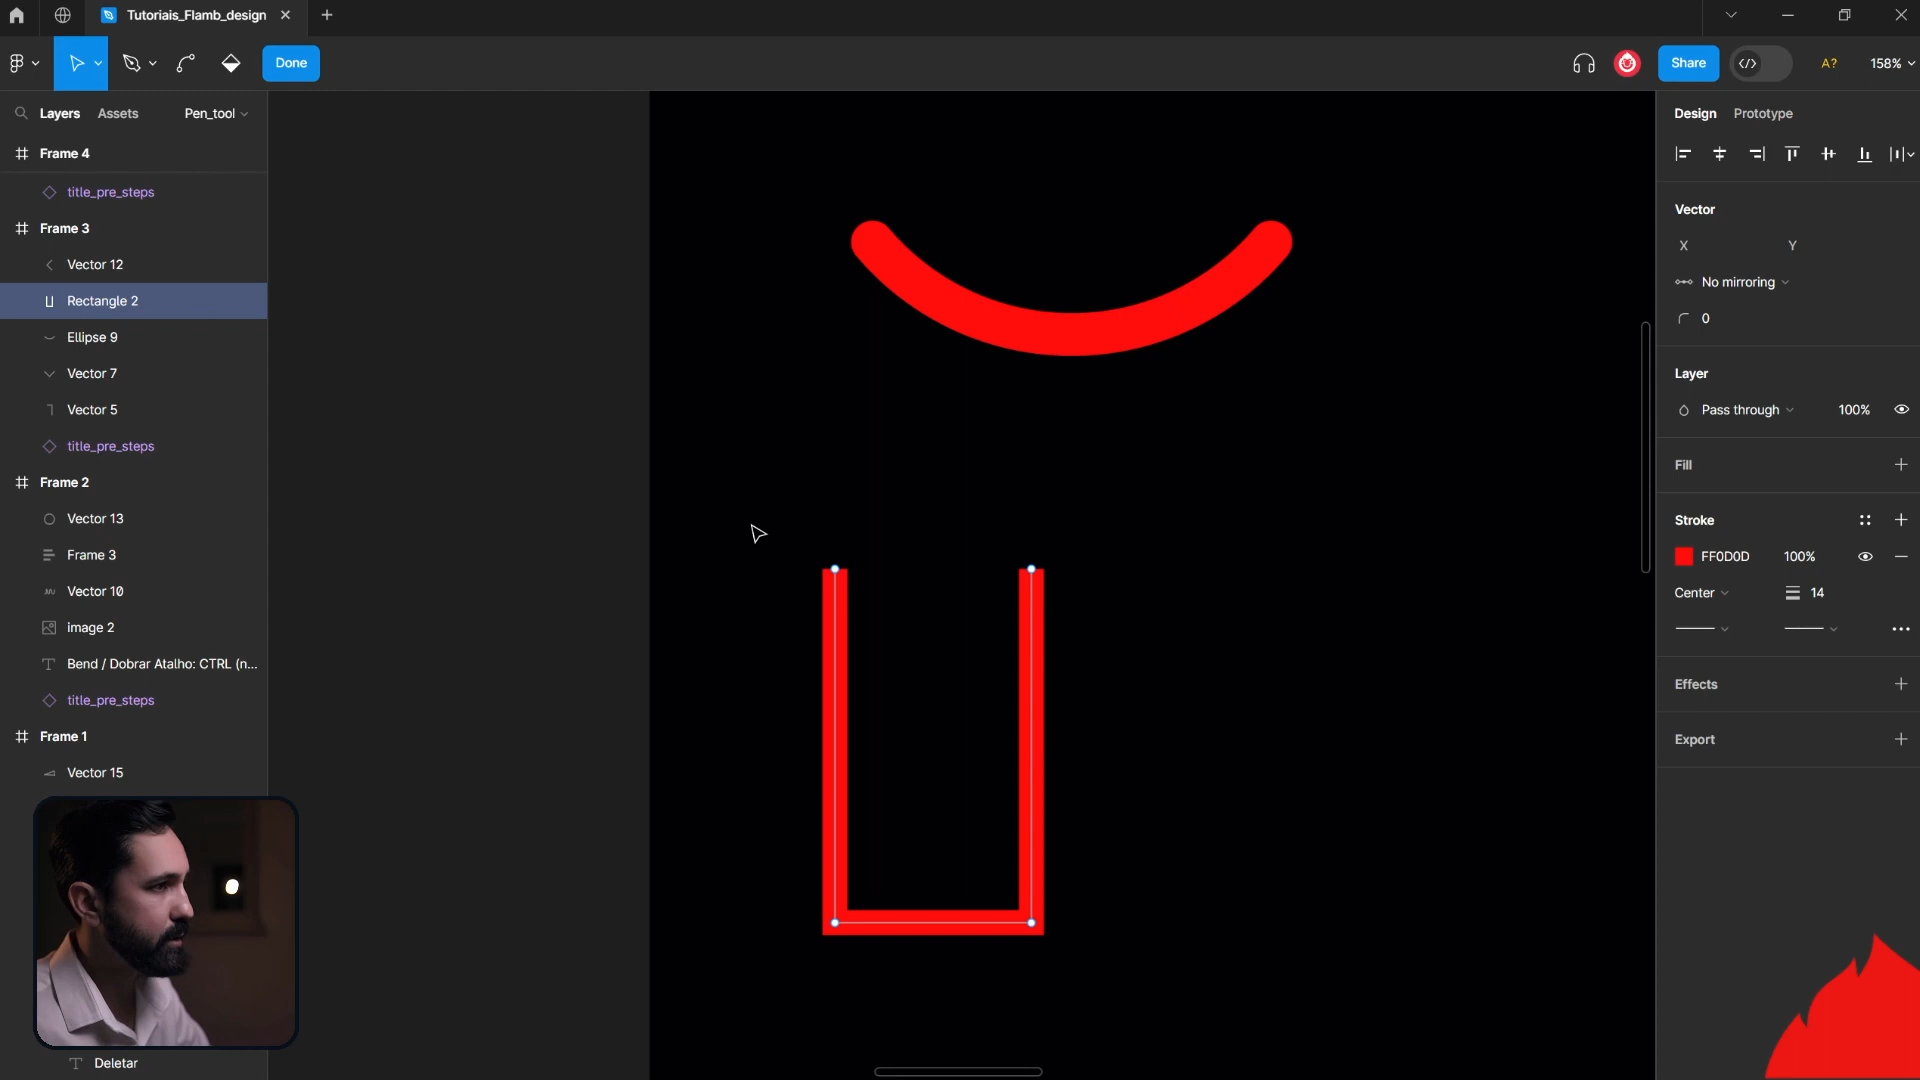 Tutoriais_Flamb_design
Done
Share
A?
158%
Layers
Assets
Pen_tool
Frame 4
title_pre_steps
Frame 3
Vector 12
Rectangle 2
Ellipse 9
Vector 7
Vector 5
title_pre_steps
Frame 2
Vector 13
Frame 3
Vector 10
image 2
Bend / Dobrar Atalho: CTRL (n...
title_pre_steps
Frame 1
Vector 15
Deletar
Design
Prototype
Vector
X
Y
No mirroring
0
Layer
Pass through
100%
Fill
Stroke
FF0D0D
100%
Center
14
Effects
Export